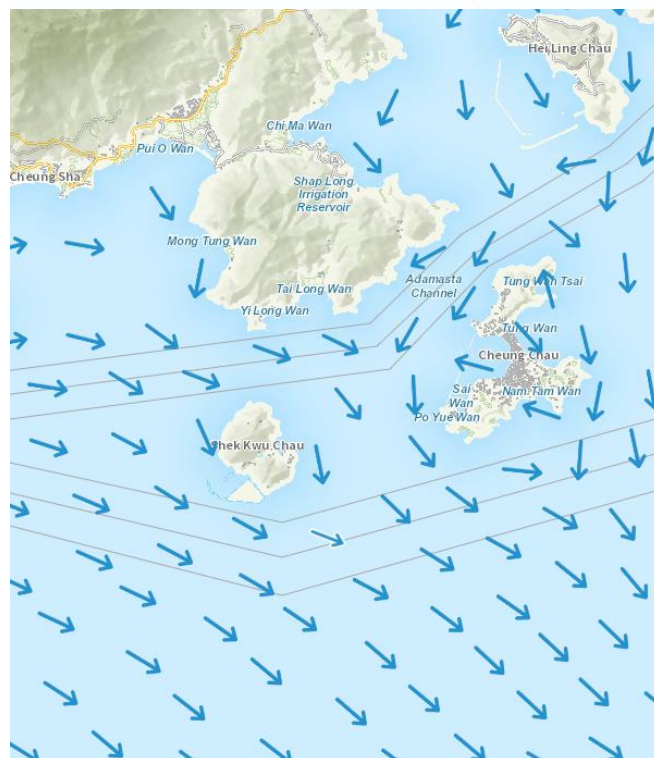 Hei Ling Chau
Chi Ma Wan
Pui O Wan
Cheung Sha
Shap Long
Irrigation
Reservoir
Mong Tung Wan
Adamasta
Channel
Tung Wan Tsai
Tai Long Wan
Yi Long Wan
Tung Wan
Cheung Chau
Sai
Wan
Nam Tam Wan
Po Yue Wan
Shek Kwu Chau